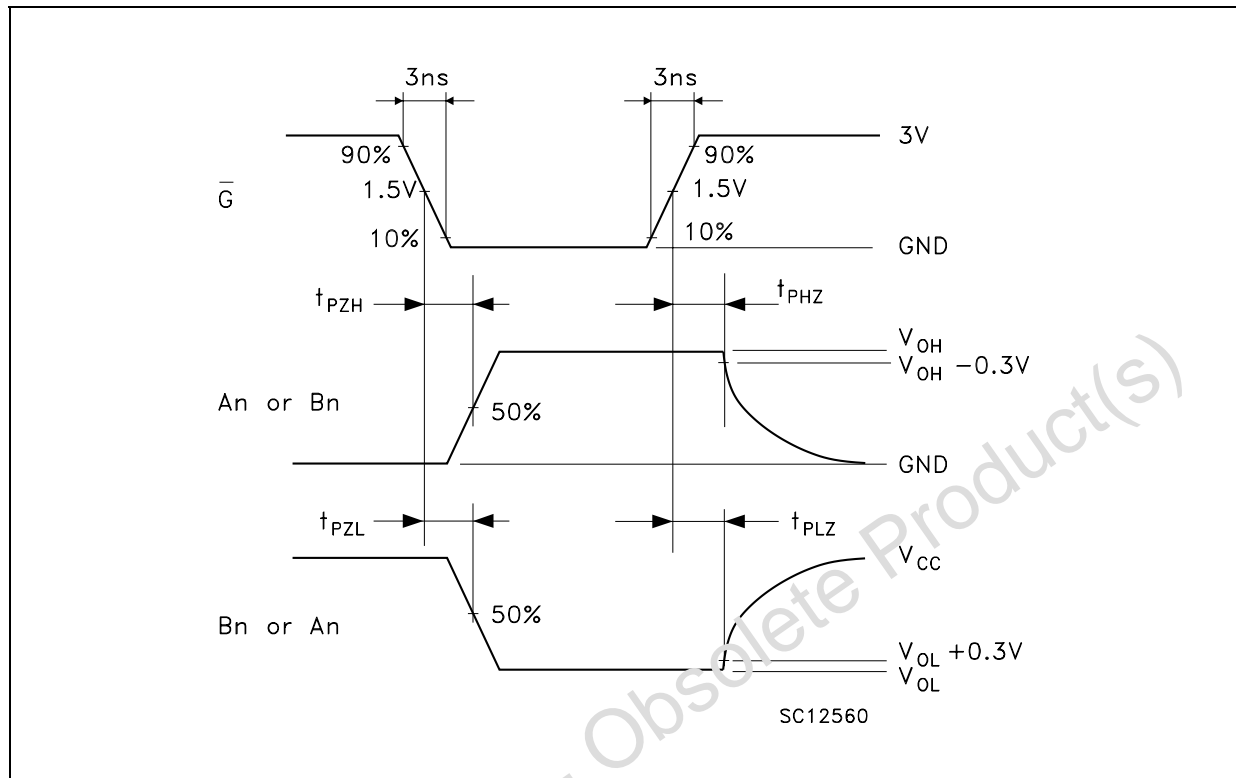 3ns 3ns
3V
90% 90%
G̅ 1.5V 1.5V
10% 10%
GND
tPZH tPHZ
VOH
VOH −0.3V
An or Bn 50%
GND
tPZL tPLZ
VCC
50%
Bn or An
VOL +0.3V
VOL
SC12560
Obsolete Product(s)